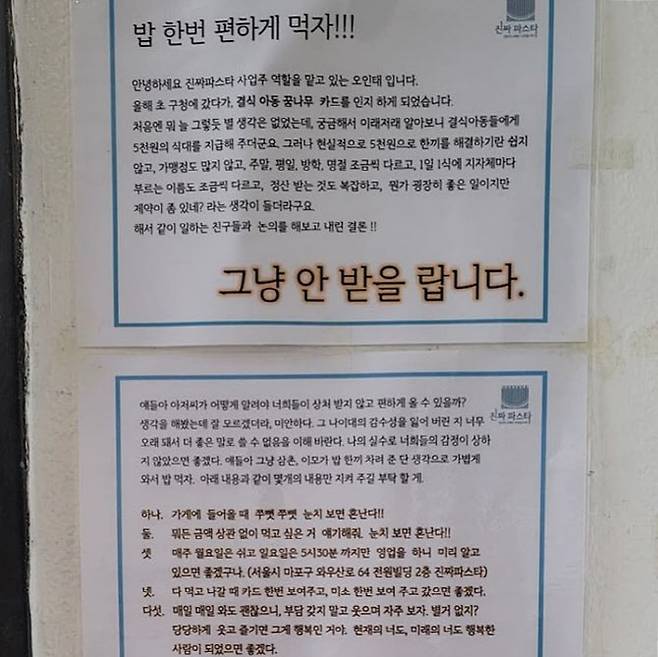 밥 한번 편하게 먹자!!!
진짜 파스타
안녕하세요 진짜파스타 사업주 역할을 맡고 있는 오인태 입니다.
올해 초 구청에 갔다가, 결식 아동 꿈나무 카드를 인지 하게 되었습니다.
처음엔 뭐 늘 그렇듯 별 생각은 없었는데, 궁금해서 이래저래 알아보니 결식아동들에게
5천원의 식대를 지급해 주더군요. 그러나 현실적으로 5천원으로 한끼를 해결하기란 쉽지
않고, 가맹점도 많지 않고, 주말, 평일, 방학, 명절 조금씩 다르고, 1일 1식에 지자체마다
부르는 이름도 조금씩 다르고, 정산 받는 것도 복잡하고, 뭔가 굉장히 좋은 일이지만
제약이 좀 있네? 라는 생각이 들더라구요.
해서 같이 일하는 친구들과 논의를 해보고 내린 결론 !!
그냥 안 받을 랍니다.
진짜 파스타
얘들아 아저씨가 어떻게 알려야 너희들이 상처 받지 않고 편하게 올 수 있을까?
생각을 해봤는데 잘 모르겠더라, 미안하다. 그 나이대의 감수성을 잃어 버린 지 너무
오래 돼서 더 좋은 말로 쓸 수 없음을 이해 바란다. 나의 실수로 너희들의 감정이 상하
지 않았으면 좋겠다. 얘들아 그냥 삼촌, 이모가 밥 한끼 차려 준 단 생각으로 가볍게
와서 밥 먹자. 아래 내용과 같이 몇개의 내용만 지켜 주길 부탁 할 게.
하나. 가게에 들어올 때 쭈뼛 쭈뼛 눈치 보면 혼난다!!
둘. 뭐든 금액 상관 없이 먹고 싶은 거 얘기해줘. 눈치 보면 혼난다!!
셋 매주 월요일은 쉬고 일요일은 5시30분 까지만 영업을 하니 미리 알고
있으면 좋겠구나. (서울시 마포구 와우산로 64 전원빌딩 2층 진짜파스타)
넷. 다 먹고 나갈 때 카드 한번 보여주고, 미소 한번 보여 주고 갔으면 좋겠다.
다섯. 매일 매일 와도 괜찮으니, 부담 갖지 말고 웃으며 자주 보자. 별거 없지?
당당하게 웃고 즐기면 그게 행복인 거야. 현재의 너도, 미래의 너도 행복한
사람이 되었으면 좋겠다.